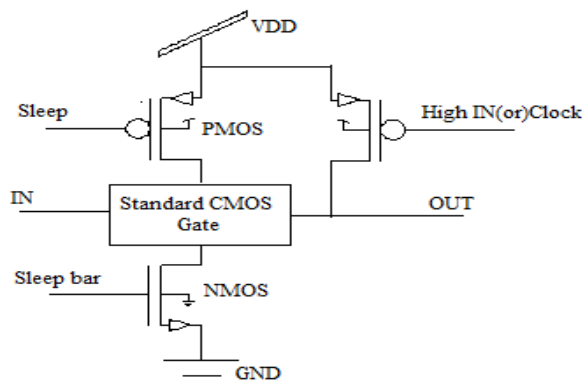 VDD
Sleep
PMOS
High IN(or)Clock
IN
Standard CMOS
Gate
OUT
Sleep bar
NMOS
GND